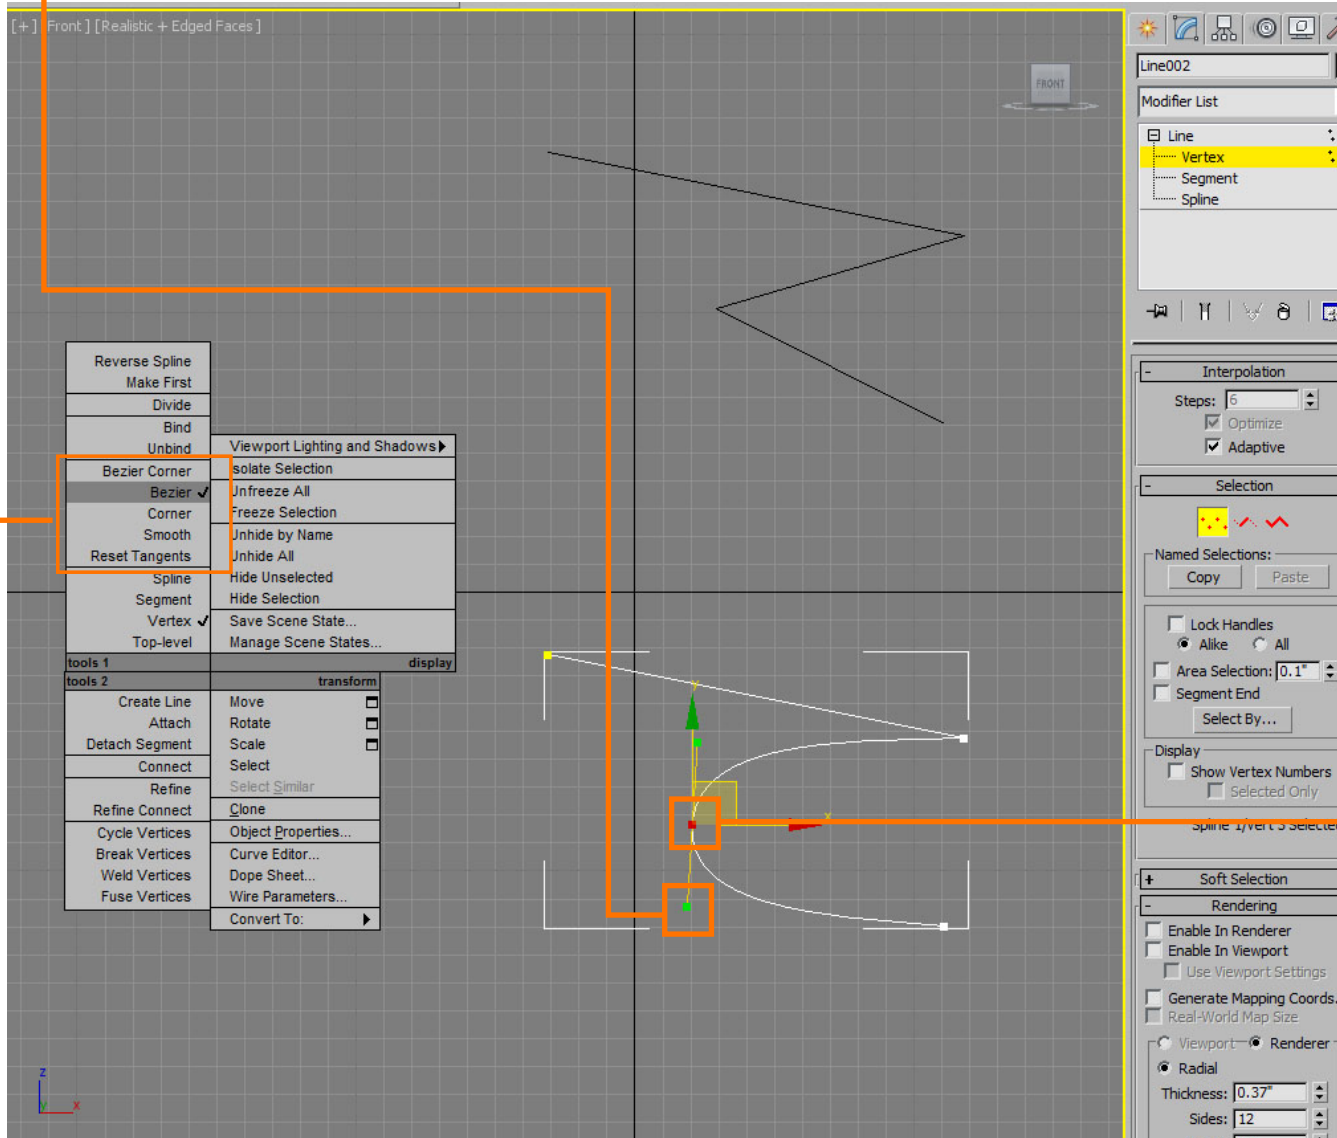 [+] Front ] [Realistic + Edged Faces ]
FRONT
Line002
Modifier List
Line
Vertex
Segment
Spline
Interpolation
Steps: 6
Optimize
Adaptive
Selection
Named Selections:
Copy Paste
Lock Handles
Alike All
Area Selection: 0.1"
Segment End
Select By...
Display
Show Vertex Numbers
Selected Only
Spline 1/Vert 3 Selected
+ Soft Selection
- Rendering
Enable In Renderer
Enable In Viewport
Use Viewport Settings
Generate Mapping Coords.
Real-World Map Size
Viewport Renderer
Radial
Thickness: 0.37"
Sides: 12
Reverse Spline
Make First
Divide
Bind
Unbind
Bezier Corner
Bezier
Corner
Smooth
Reset Tangents
Spline
Segment
Vertex
Top-level
tools 1
Viewport Lighting and Shadows
Isolate Selection
Unfreeze All
Freeze Selection
Unhide by Name
Unhide All
Hide Unselected
Hide Selection
Save Scene State...
Manage Scene States...
display
tools 2
Create Line
Attach
Detach Segment
Connect
Refine
Refine Connect
Cycle Vertices
Break Vertices
Weld Vertices
Fuse Vertices
transform
Move
Rotate
Scale
Select
Select Similar
Clone
Object Properties...
Curve Editor...
Dope Sheet...
Wire Parameters...
Convert To:
y
x
z
y
x